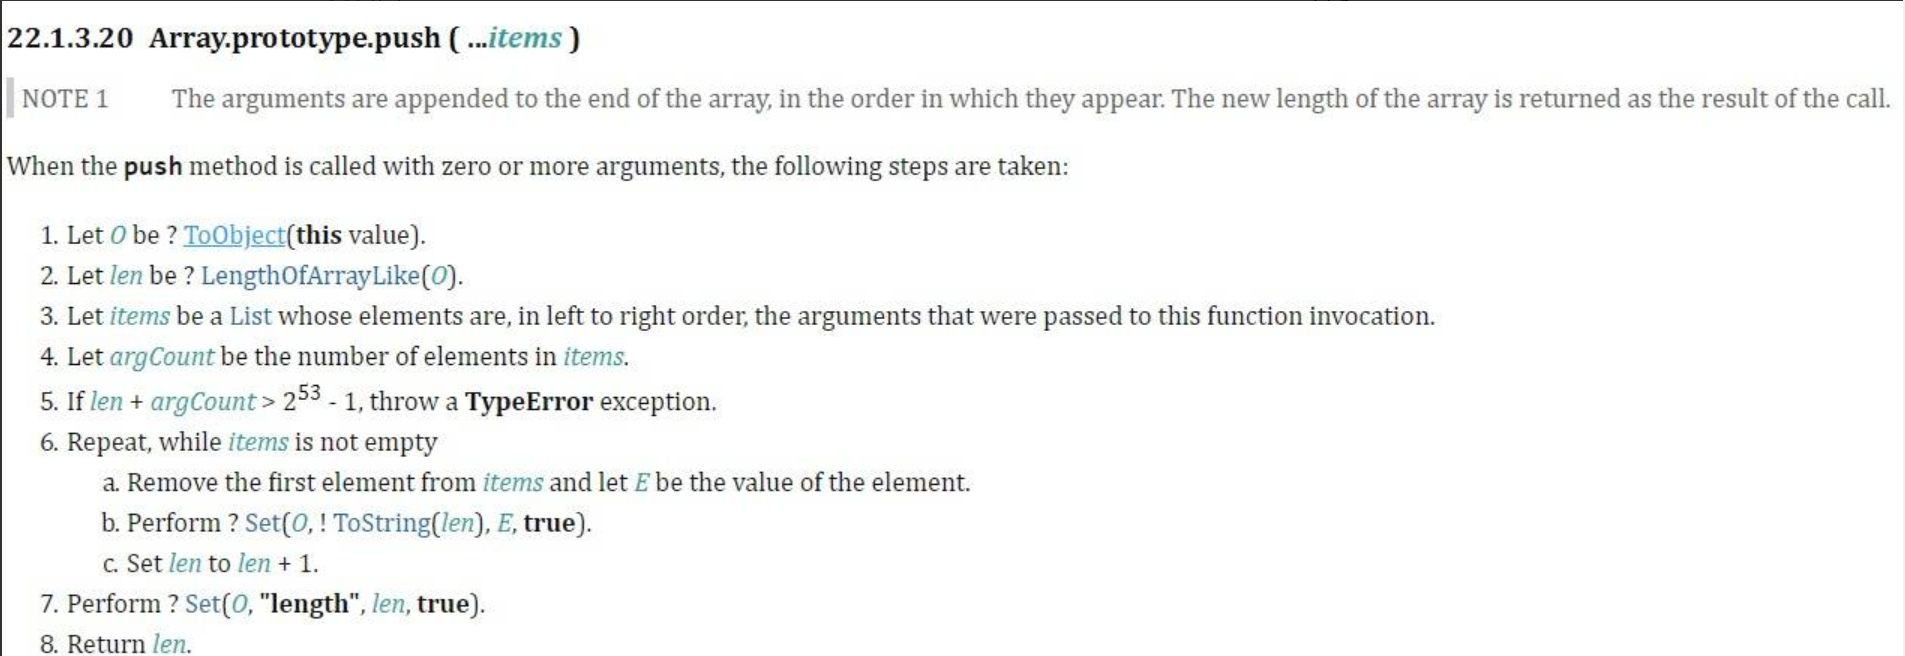 22.1.3.20 Array.prototype.push ( ...items )
NOTE 1 The arguments are appended to the end of the array, in the order in which they appear. The new length of the array is returned as the result of the call.
When the push method is called with zero or more arguments, the following steps are taken:
1. Let O be ? ToObject(this value).
2. Let len be ? LengthOfArrayLike(O).
3. Let items be a List whose elements are, in left to right order, the arguments that were passed to this function invocation.
4. Let argCount be the number of elements in items.
5. If len + argCount > 2^53 - 1, throw a TypeError exception.
6. Repeat, while items is not empty
a. Remove the first element from items and let E be the value of the element.
b. Perform ? Set(O, ! ToString(len), E, true).
c. Set len to len + 1.
7. Perform ? Set(O, "length", len, true).
8. Return len.